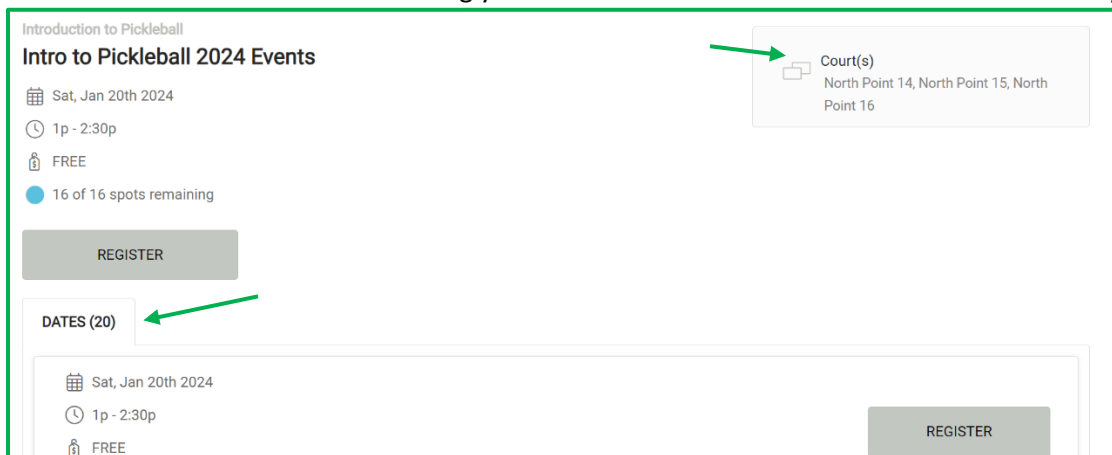 Introduction to Pickleball
Intro to Pickleball 2024 Events
Sat, Jan 20th 2024
1p - 2:30p
FREE
16 of 16 spots remaining
REGISTER
Court(s)
North Point 14, North Point 15, North
Point 16
DATES (20)
Sat, Jan 20th 2024
1p - 2:30p
FREE
REGISTER